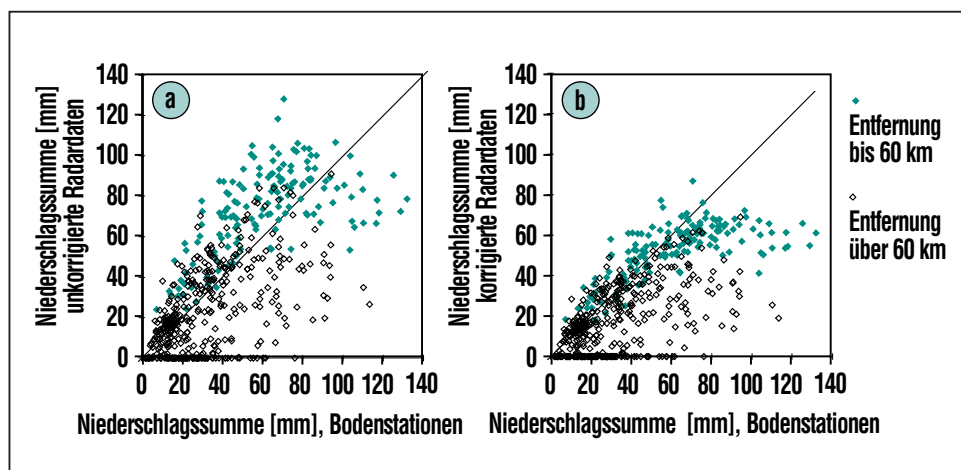 a
Niederschlagssumme [mm]
unkorrigierte Radardaten
140
120
100
80
60
40
20
0
0 20 40 60 80 100 120 140
Niederschlagssumme [mm], Bodenstationen
b
Niederschlagssumme [mm]
korrigierte Radardaten
140
120
100
80
60
40
20
0
0 20 40 60 80 100 120 140
Niederschlagssumme [mm], Bodenstationen
Entfernung
bis 60 km
Entfernung
über 60 km